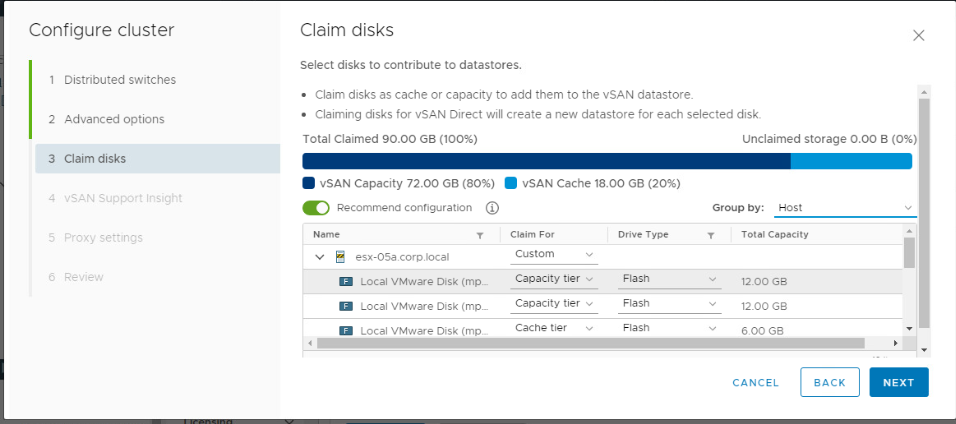 Configure cluster
1 Distributed switches
2 Advanced options
3 Claim disks
4 vSAN Support Insight
5 Proxy settings
6 Review
Claim disks
Select disks to contribute to datastores.
• Claim disks as cache or capacity to add them to the vSAN datastore.
• Claiming disks for vSAN Direct will create a new datastore for each selected disk.
Total Claimed 90.00 GB (100%) Unclaimed storage 0.00 B (0%)
vSAN Capacity 72.00 GB (80%) vSAN Cache 18.00 GB (20%)
Recommend configuration Group by: Host
Name Claim For Drive Type Total Capacity
esx-05a.corp.local Custom
F Local VMware Disk (mp... Capacity tier Flash 12.00 GB
F Local VMware Disk (mp... Capacity tier Flash 12.00 GB
F Local VMware Disk (mp... Cache tier Flash 6.00 GB
CANCEL BACK NEXT
Licensing